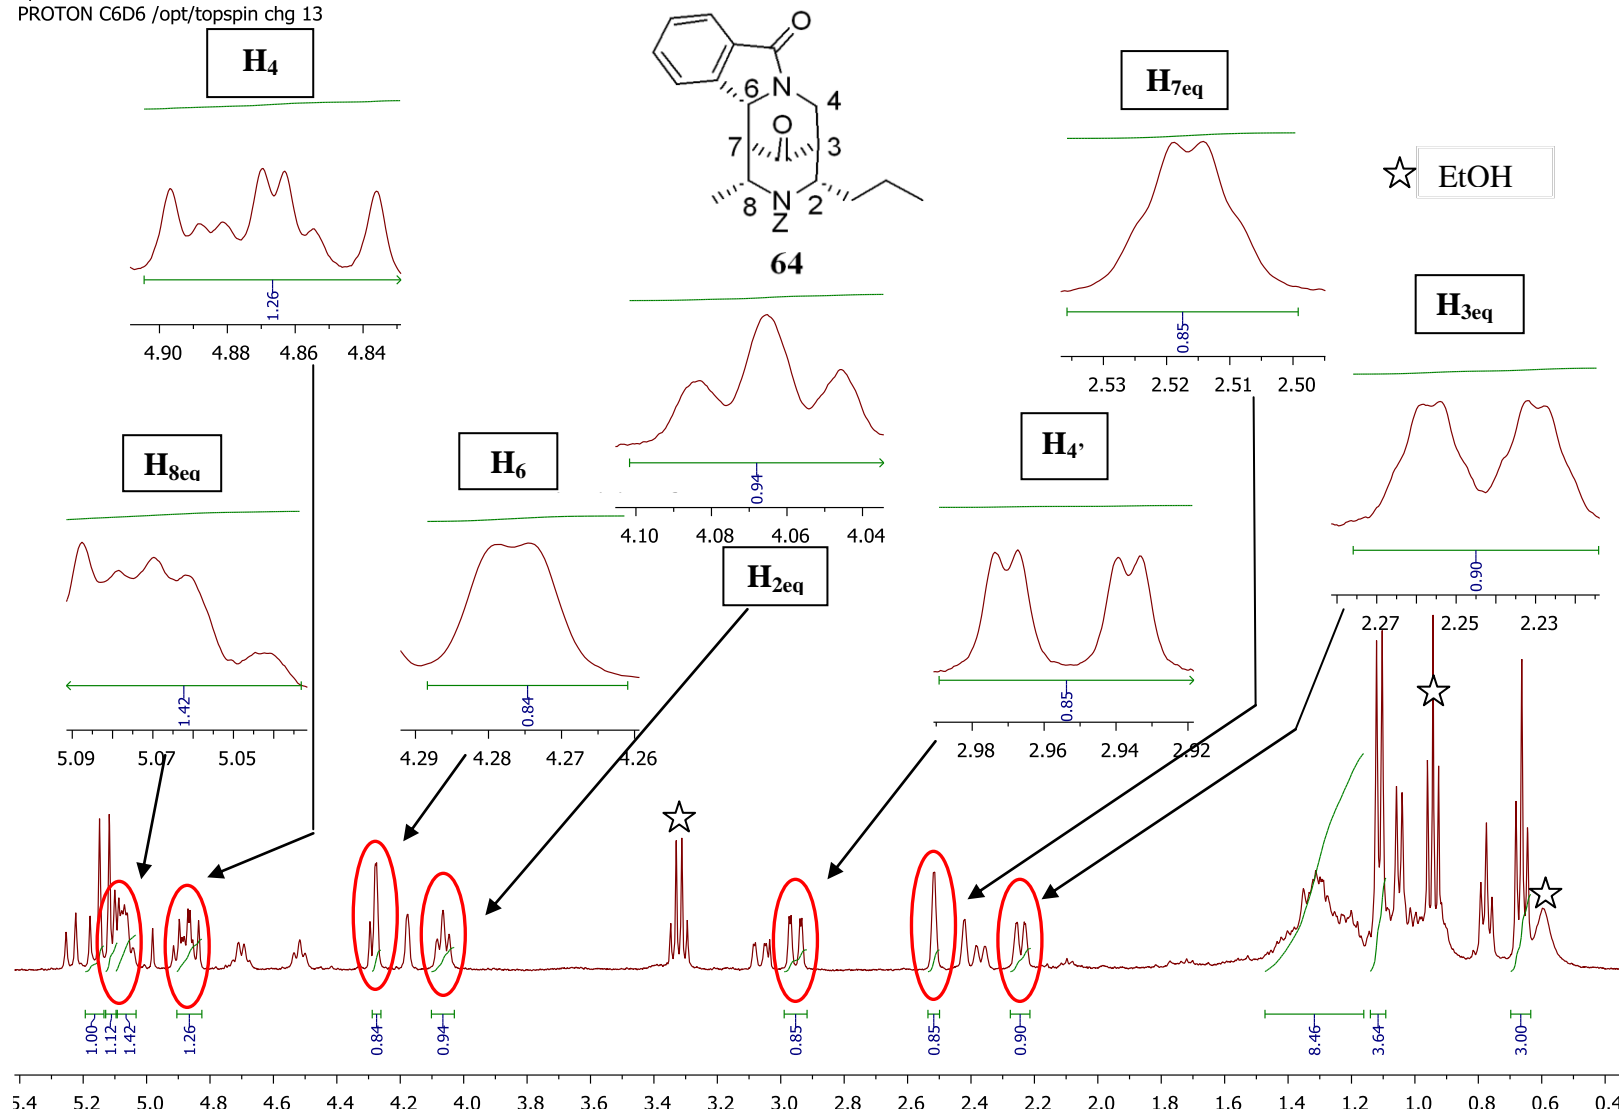 PROTON C6D6 /opt/topspin chg 13
H4
1.26
4.90 4.88 4.86 4.84
O
N
6
4
O
7
3
8
N
2
Z
64
H7eq
0.85
2.53 2.52 2.51 2.50
EtOH
H3eq
0.90
2.27 2.25 2.23
H8eq
1.42
5.09 5.07 5.05
H6
0.84
4.29 4.28 4.27 4.26
0.94
4.10 4.08 4.06 4.04
H2eq
H4’
0.85
2.98 2.96 2.94 2.92
1.00 1.12 1.42 1.26 0.84 0.94 0.85 0.85 0.90 8.46 3.64 3.00
5.4 5.2 5.0 4.8 4.6 4.4 4.2 4.0 3.8 3.6 3.4 3.2 3.0 2.8 2.6 2.4 2.2 2.0 1.8 1.6 1.4 1.2 1.0 0.8 0.6 0.4